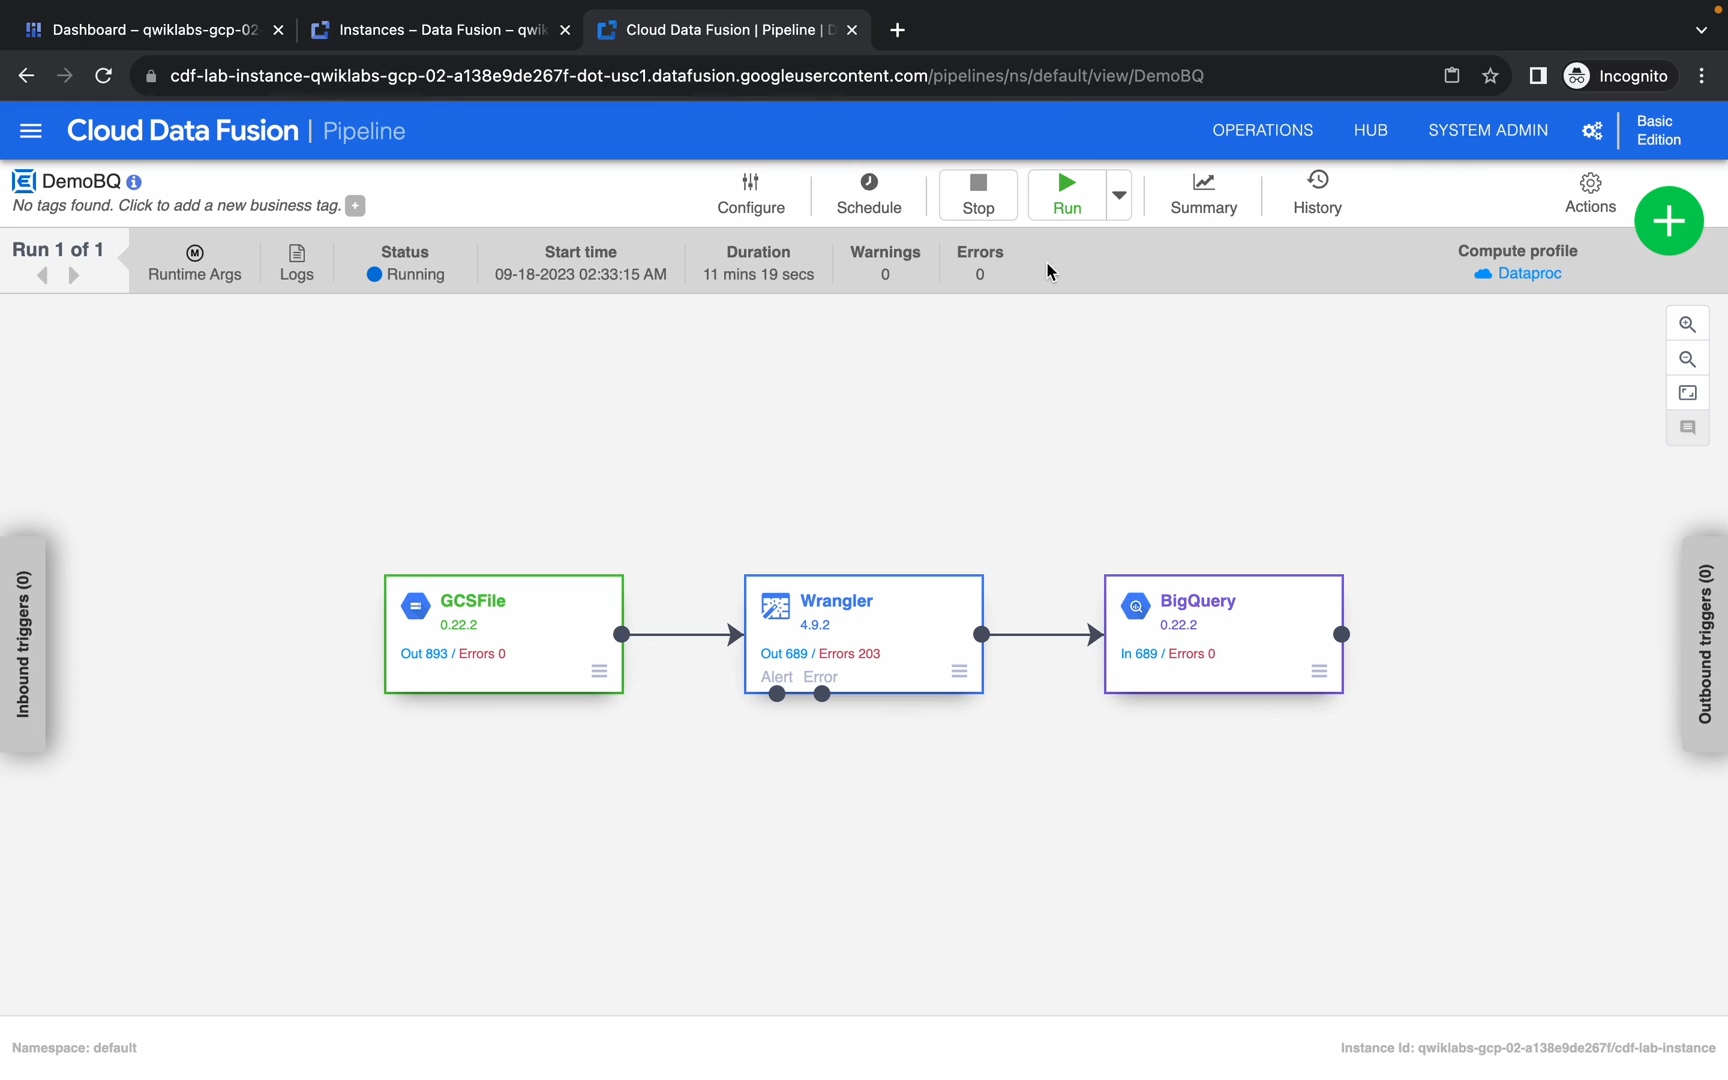 Dashboard – qwiklabs-gcp-02-
Instances – Data Fusion – qwik
Cloud Data Fusion | Pipeline | D
cdf-lab-instance-qwiklabs-gcp-02-a138e9de267f-dot-usc1.datafusion.googleusercontent.com/pipelines/ns/default/view/DemoBQ
Incognito
Cloud Data Fusion | Pipeline
OPERATIONS
HUB
SYSTEM ADMIN
Basic
Edition
DemoBQ
No tags found. Click to add a new business tag.
Configure
Schedule
Stop
Run
Summary
History
Actions
Run 1 of 1
Runtime Args
Logs
Status
Running
Start time
09-18-2023 02:33:15 AM
Duration
11 mins 19 secs
Warnings
0
Errors
0
Compute profile
Dataproc
Inbound triggers (0)
GCSFile
0.22.2
Out 893 / Errors 0
Wrangler
4.9.2
Out 689 / Errors 203
Alert Error
BigQuery
0.22.2
In 689 / Errors 0
Outbound triggers (0)
Namespace: default
Instance Id: qwiklabs-gcp-02-a138e9de267f/cdf-lab-instance